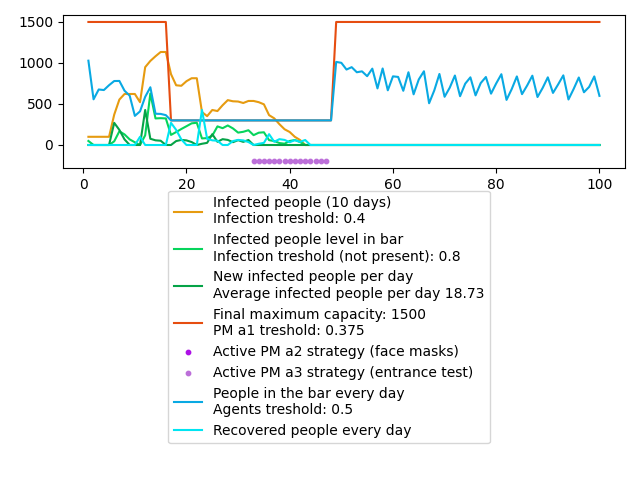 1500
1000
500
0
0
20
40
60
80
100
Infected people (10 days)
Infection treshold: 0.4
Infected people level in bar
Infection treshold (not present): 0.8
New infected people per day
Average infected people per day 18.73
Final maximum capacity: 1500
PM a1 treshold: 0.375
Active PM a2 strategy (face masks)
Active PM a3 strategy (entrance test)
People in the bar every day
Agents treshold: 0.5
Recovered people every day